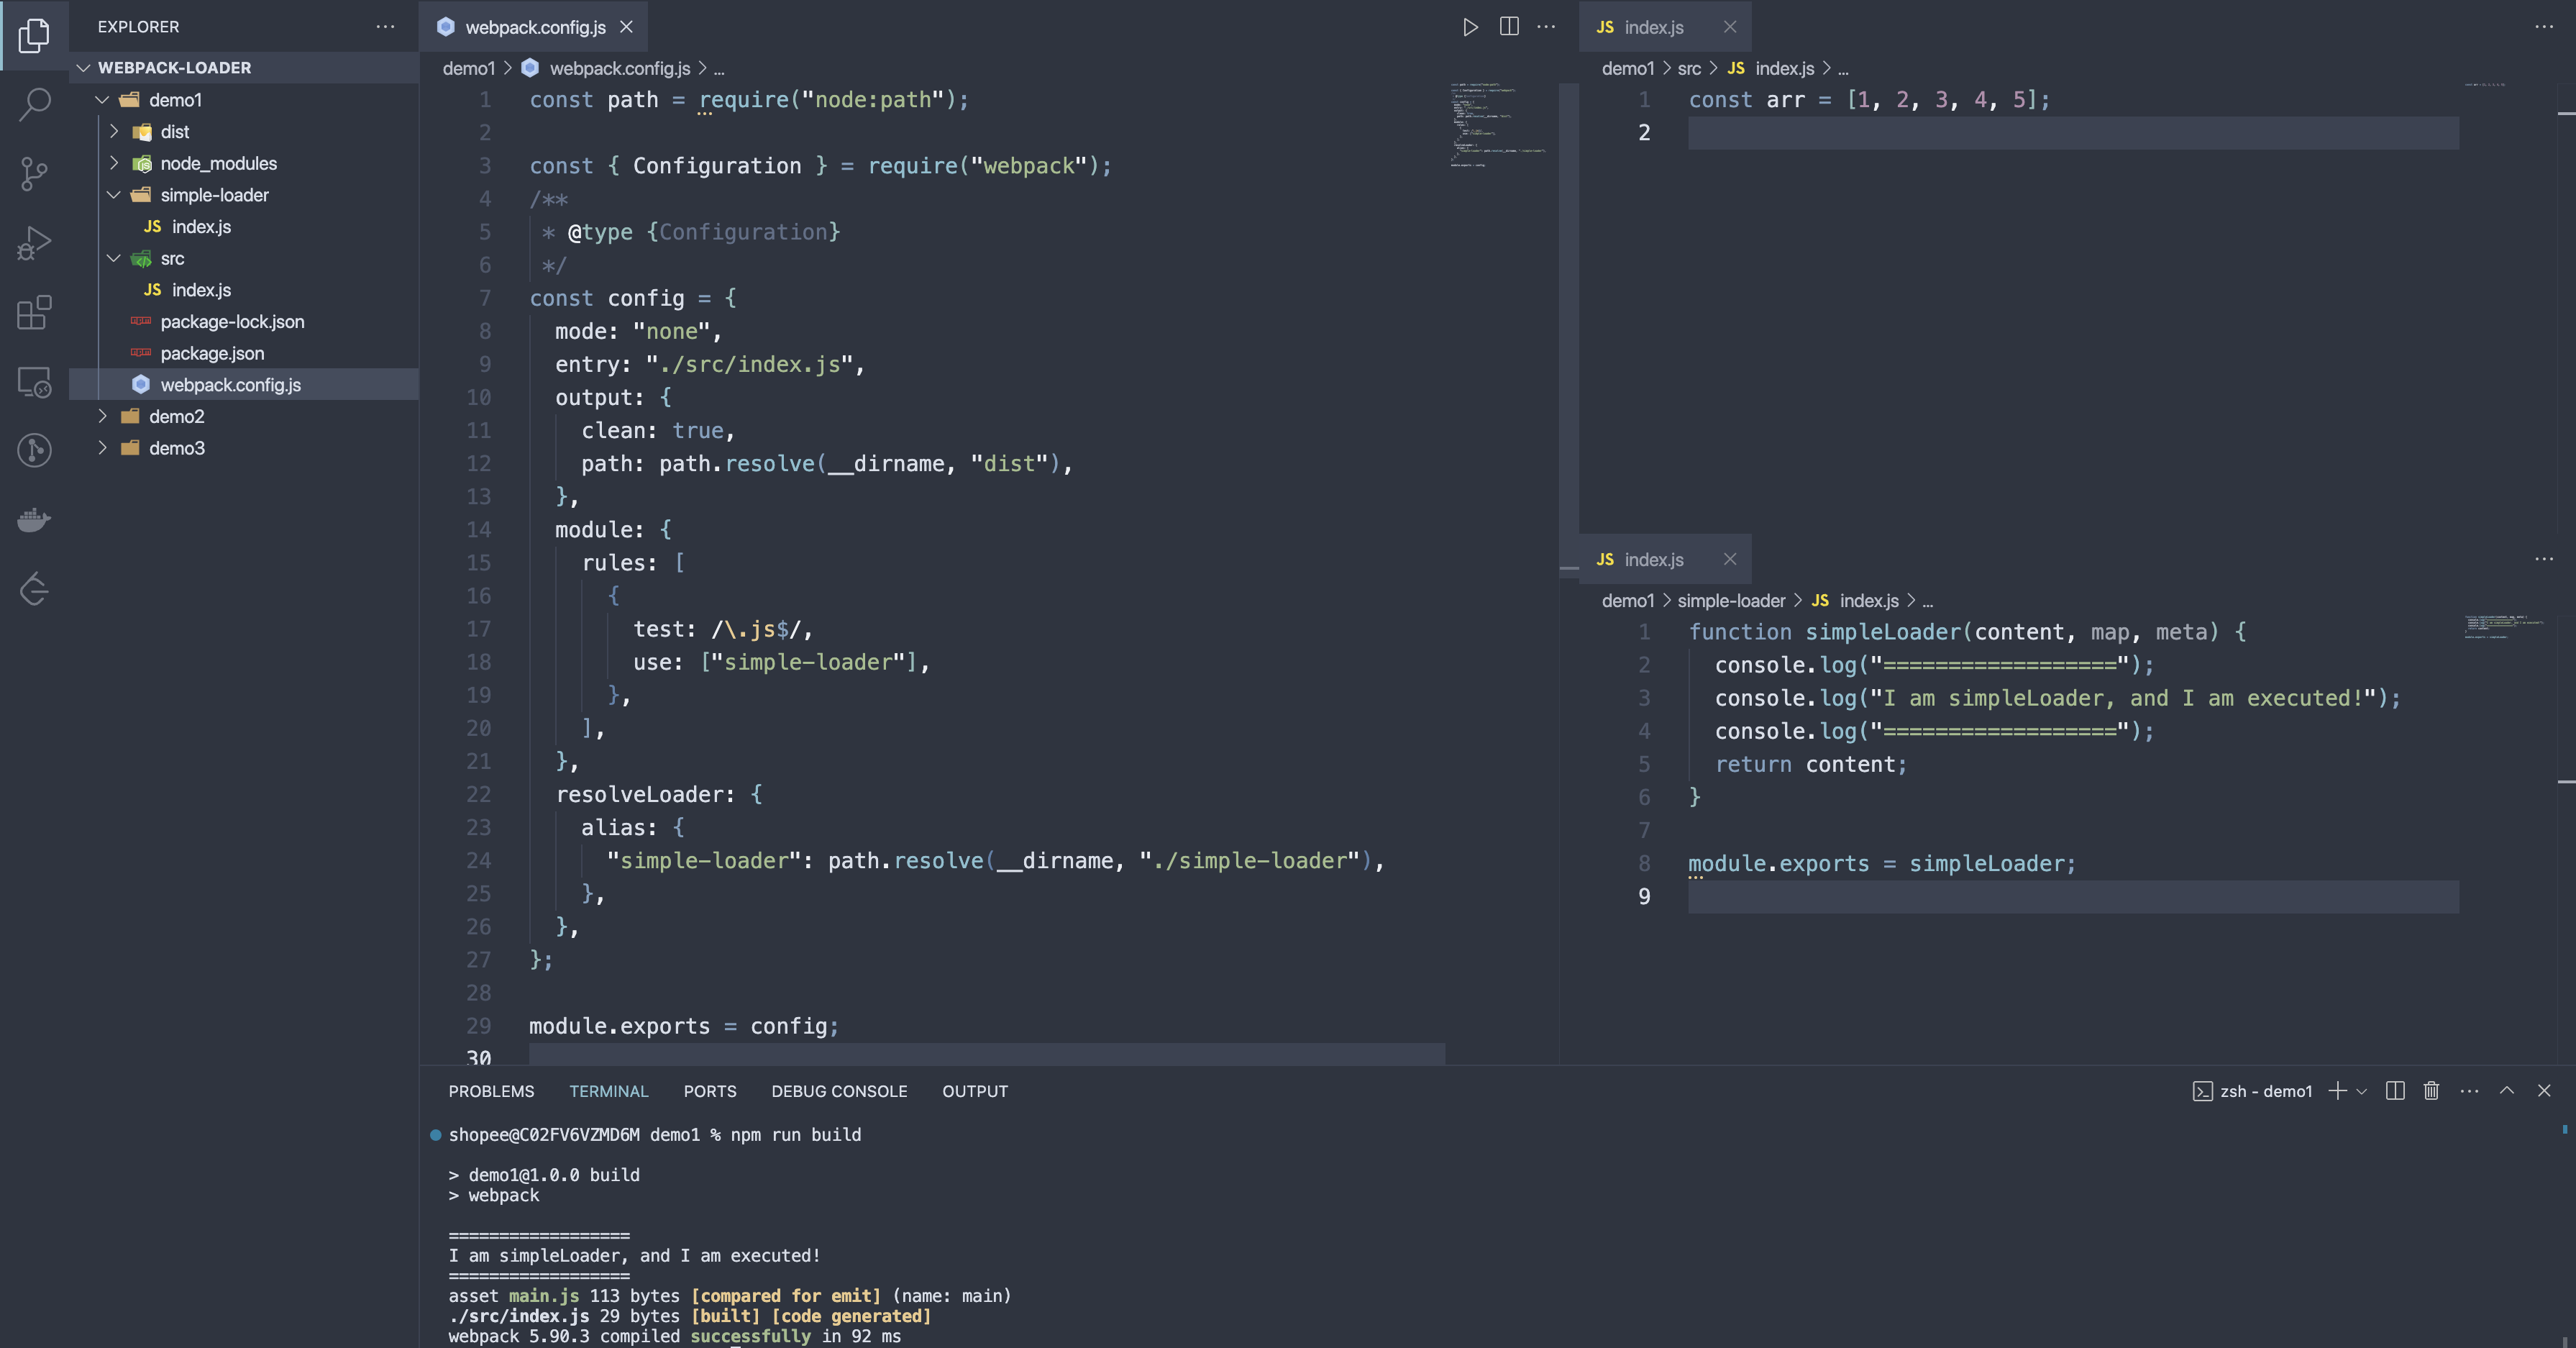 EXPLORER
WEBPACK-LOADER
demo1
dist
node_modules
simple-loader
JS index.js
src
JS index.js
package-lock.json
package.json
webpack.config.js
demo2
demo3
webpack.config.js
demo1 > webpack.config.js > ...
1 const path = require("node:path");
2
3 const { Configuration } = require("webpack");
4 /**
5 * @type {Configuration}
6 */
7 const config = {
8 mode: "none",
9 entry: "./src/index.js",
10 output: {
11 clean: true,
12 path: path.resolve(__dirname, "dist"),
13 },
14 module: {
15 rules: [
16 {
17 test: /\.js$/,
18 use: ["simple-loader"],
19 },
20 ],
21 },
22 resolveLoader: {
23 alias: {
24 "simple-loader": path.resolve(__dirname, "./simple-loader"),
25 },
26 },
27 };
28
29 module.exports = config;
30
JS index.js
demo1 > src > JS index.js > ...
1 const arr = [1, 2, 3, 4, 5];
2
JS index.js
demo1 > simple-loader > JS index.js > ...
1 function simpleLoader(content, map, meta) {
2 console.log("==================");
3 console.log("I am simpleLoader, and I am executed!");
4 console.log("==================");
5 return content;
6 }
7
8 module.exports = simpleLoader;
9
PROBLEMS TERMINAL PORTS DEBUG CONSOLE OUTPUT
zsh - demo1
shopee@C02FV6VZMD6M demo1 % npm run build
> demo1@1.0.0 build
> webpack
==================
I am simpleLoader, and I am executed!
==================
asset main.js 113 bytes [compared for emit] (name: main)
./src/index.js 29 bytes [built] [code generated]
webpack 5.90.3 compiled successfully in 92 ms